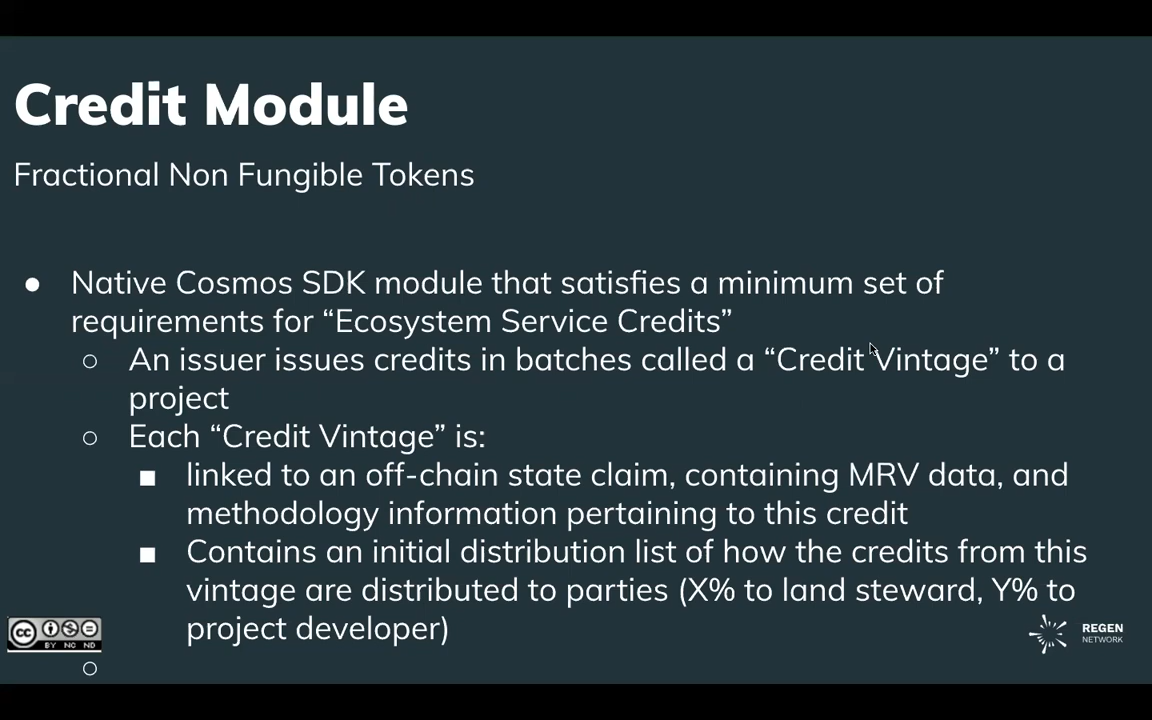 Credit Module
Fractional Non Fungible Tokens
● Native Cosmos SDK module that satisfies a minimum set of
requirements for “Ecosystem Service Credits”
○ An issuer issues credits in batches called a “Credit Vintage” to a
project
○ Each “Credit Vintage” is:
■ linked to an off-chain state claim, containing MRV data, and
methodology information pertaining to this credit
■ Contains an initial distribution list of how the credits from this
vintage are distributed to parties (X% to land steward, Y% to
project developer)
○
cc
BY NC ND
REGEN
NETWORK